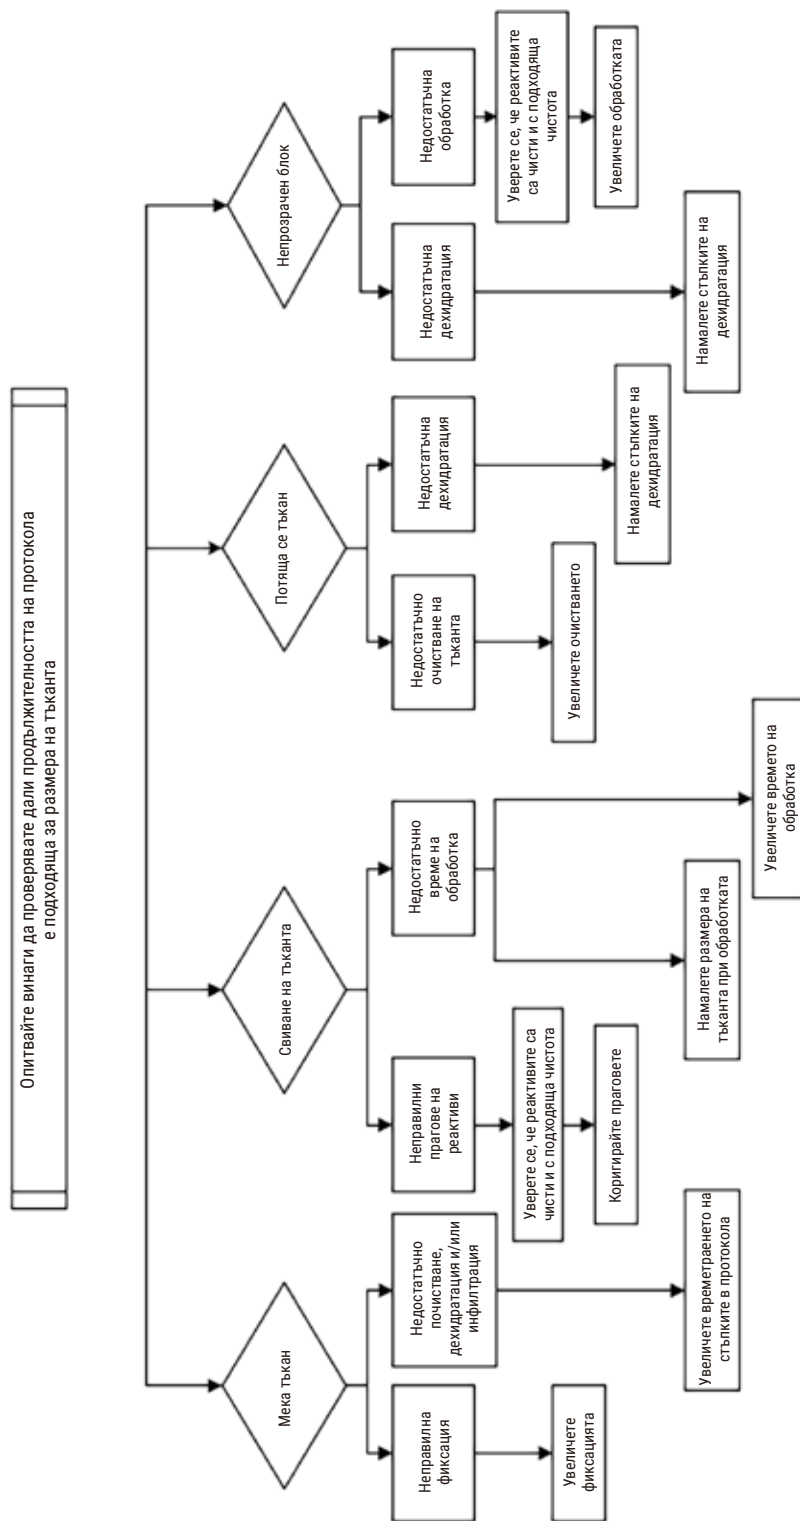 Опитвайте винаги да проверявате дали продължителността на протокола
е подходяща за размера на тъканта
Мека тъкан
Неправилна
фиксация
Увеличете
фиксацията
Недостатъчно
почистване,
дехидратация и/или
инфилтрация
Увеличете времетраенето на
стъпките в протокола
Свиване на тъканта
Неправилни
прагове на
реактиви
Уверете се, че реактивите са
чисти и с подходяща чистота
Коригирайте праговете
Недостатъчно
време на
обработка
Намалете размера на
тъканта при обработката
Увеличете времето на
обработка
Потяща се тъкан
Недостатъчно
очистване на
тъканта
Увеличете очистването
Недостатъчна
дехидратация
Намалете стъпките на
дехидратация
Непрозрачен блок
Недостатъчна
дехидратация
Намалете стъпките на
дехидратация
Недостатъчна
обработка
Уверете се, че реактивите
са чисти и с подходяща
чистота
Увеличете обработката